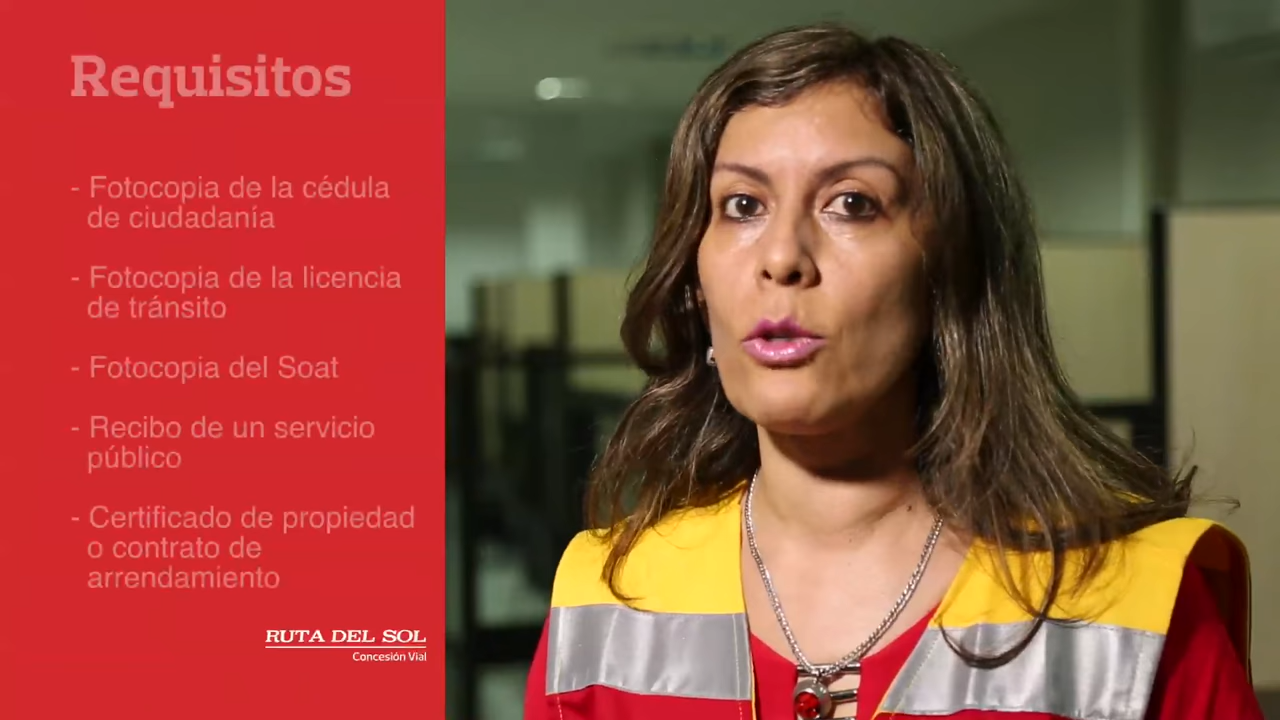 Requisitos
- Fotocopia de la cédula
de ciudadanía
- Fotocopia de la licencia
de tránsito
- Fotocopia del Soat
- Recibo de un servicio
público
- Certificado de propiedad
o contrato de
arrendamiento
RUTA DEL SOL
Concesión Vial